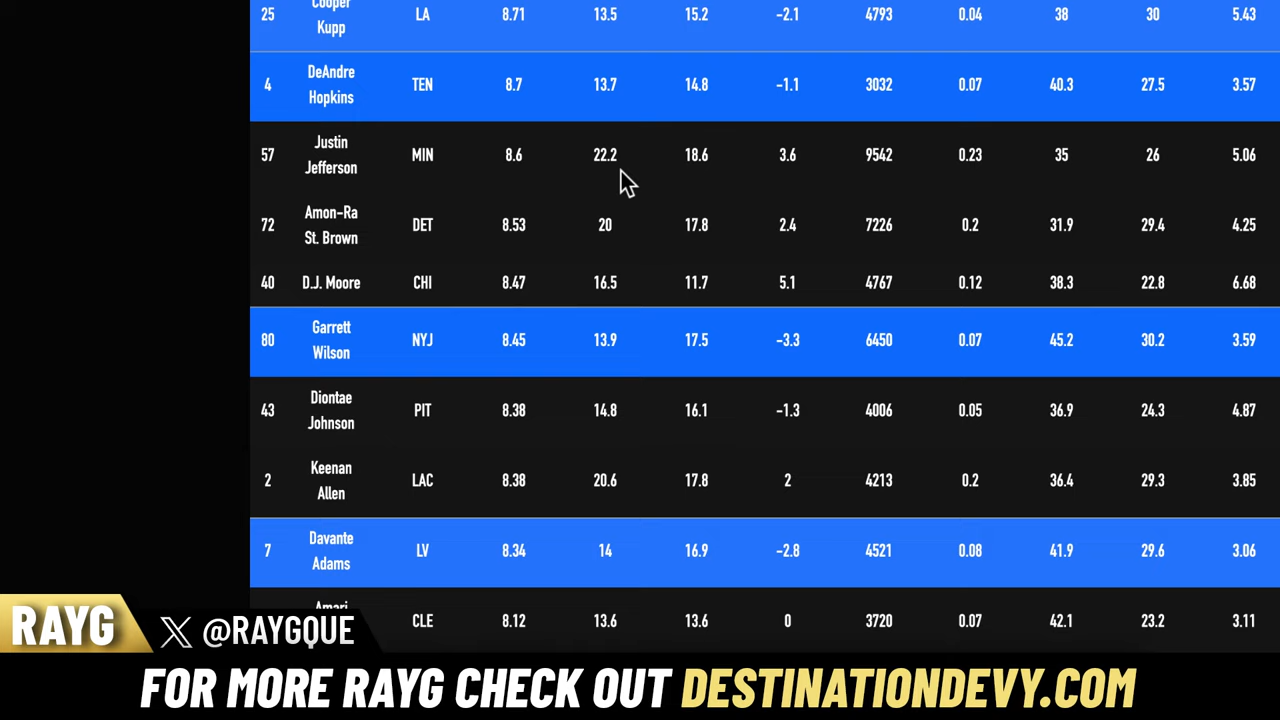 25 Cooper Kupp LA 8.71 13.5 15.2 -2.1 4793 0.04 38 30 5.43
4 DeAndre Hopkins TEN 8.7 13.7 14.8 -1.1 3032 0.07 40.3 27.5 3.57
57 Justin Jefferson MIN 8.6 22.2 18.6 3.6 9542 0.23 35 26 5.06
72 Amon-Ra St. Brown DET 8.53 20 17.8 2.4 7226 0.2 31.9 29.4 4.25
40 D.J. Moore CHI 8.47 16.5 11.7 5.1 4767 0.12 38.3 22.8 6.68
80 Garrett Wilson NYJ 8.45 13.9 17.5 -3.3 6450 0.07 45.2 30.2 3.59
43 Diontae Johnson PIT 8.38 14.8 16.1 -1.3 4006 0.05 36.9 24.3 4.87
2 Keenan Allen LAC 8.38 20.6 17.8 2 4213 0.2 36.4 29.3 3.85
7 Davante Adams LV 8.34 14 16.9 -2.8 4521 0.08 41.9 29.6 3.06
Amari CLE 8.12 13.6 13.6 0 3720 0.07 42.1 23.2 3.11
RAYG X @RAYGQUE
FOR MORE RAYG CHECK OUT DESTINATIONDEVY.COM